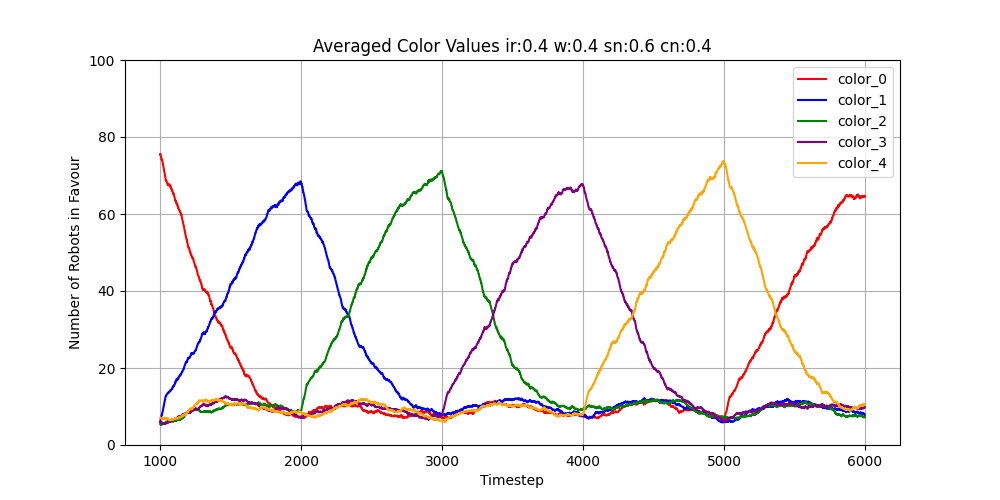 Averaged Color Values ir:0.4 w:0.4 sn:0.6 cn:0.4
100
80
60
40
20
0
Number of Robots in Favour
color_0
color_1
color_2
color_3
color_4
1000 2000 3000 4000 5000 6000
Timestep